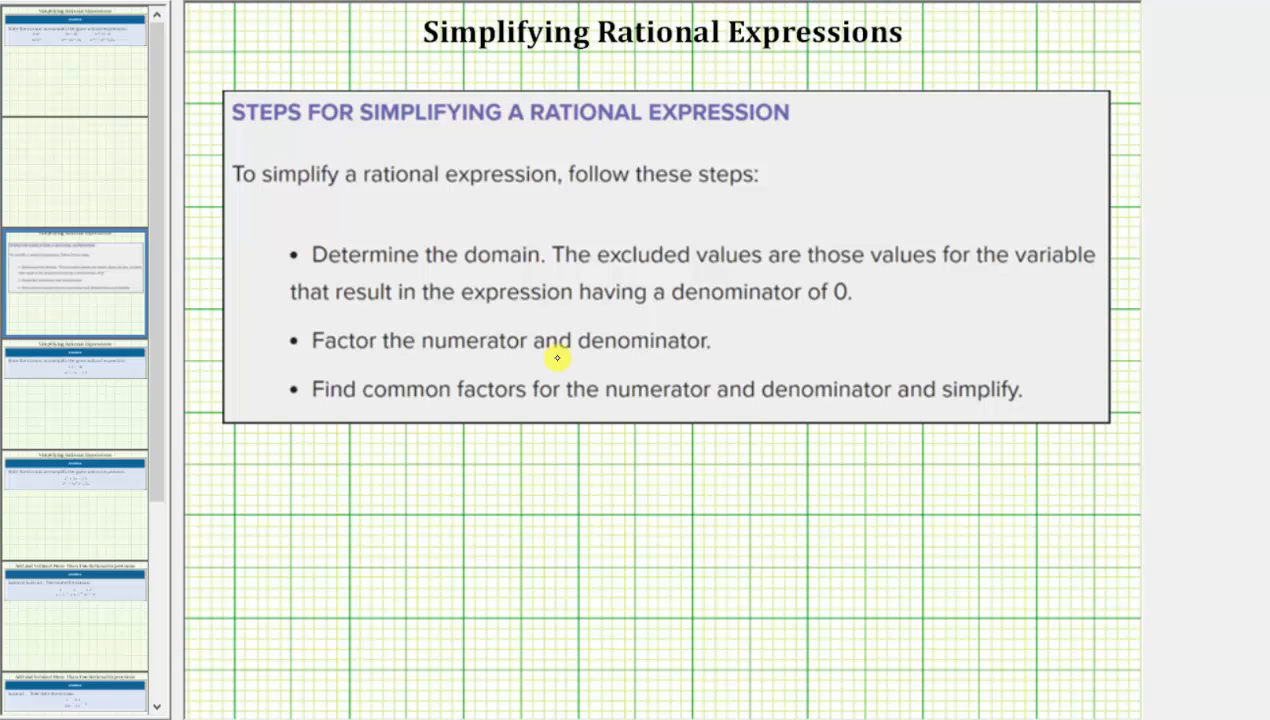 Simplifying Rational Expressions
STEPS FOR SIMPLIFYING A RATIONAL EXPRESSION
To simplify a rational expression, follow these steps:
• Determine the domain. The excluded values are those values for the variable
that result in the expression having a denominator of 0.
• Factor the numerator and denominator.
• Find common factors for the numerator and denominator and simplify.